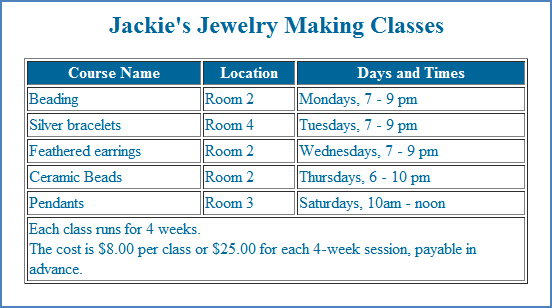 Jackie's Jewelry Making Classes
Course Name Location Days and Times
Beading Room 2 Mondays, 7 - 9 pm
Silver bracelets Room 4 Tuesdays, 7 - 9 pm
Feathered earrings Room 2 Wednesdays, 7 - 9 pm
Ceramic Beads Room 2 Thursdays, 6 - 10 pm
Pendants Room 3 Saturdays, 10am - noon
Each class runs for 4 weeks.
The cost is $8.00 per class or $25.00 for each 4-week session, payable in
advance.